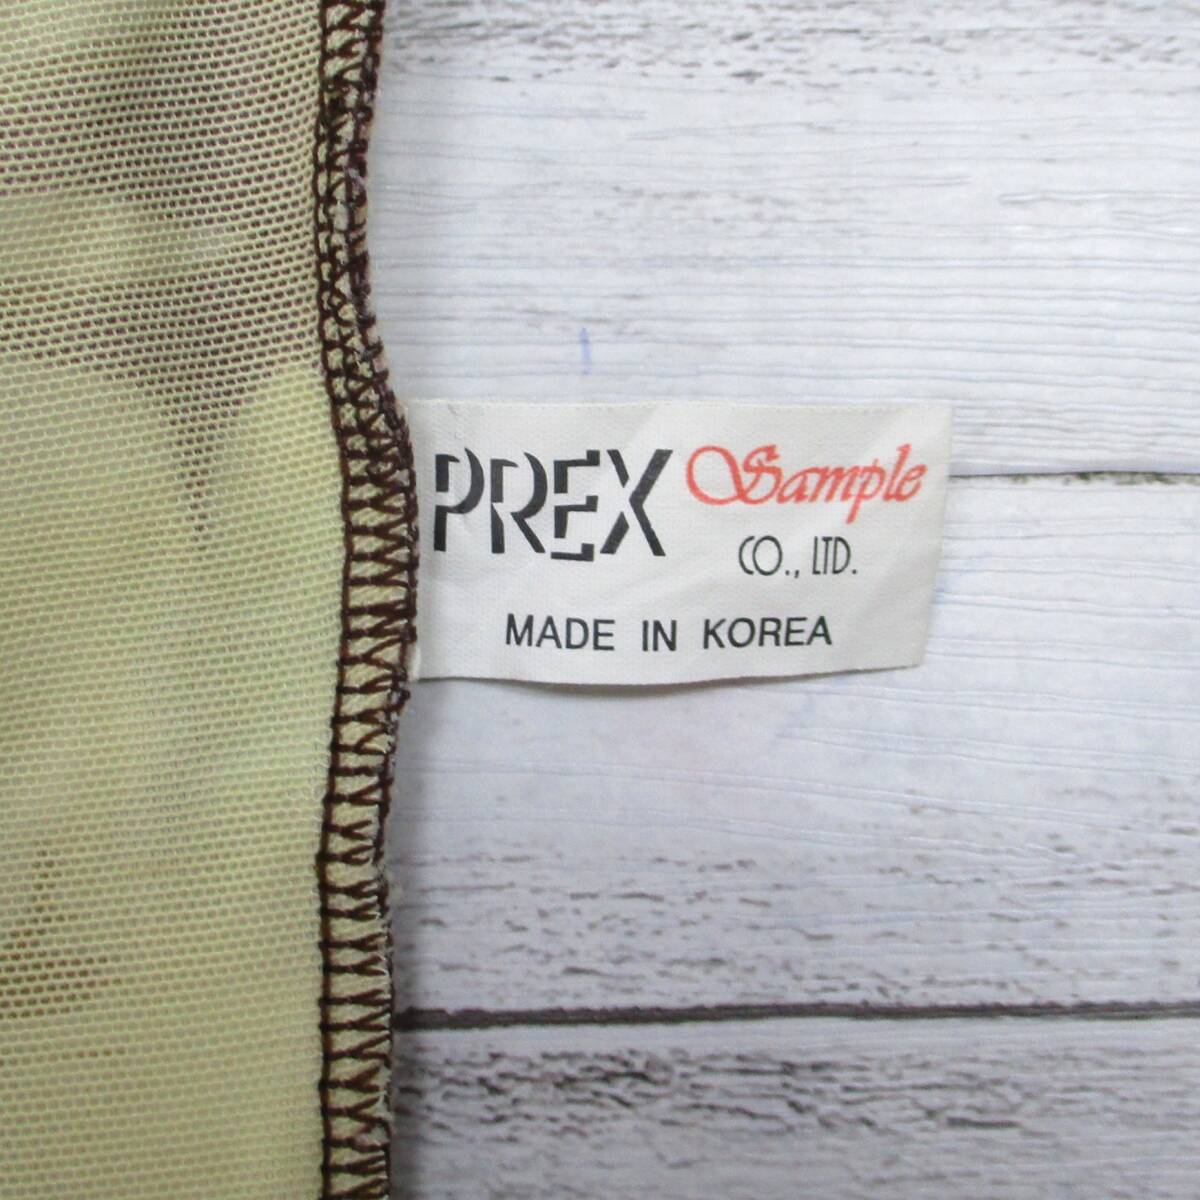 PREX Sample
CO., LTD.
MADE IN KOREA